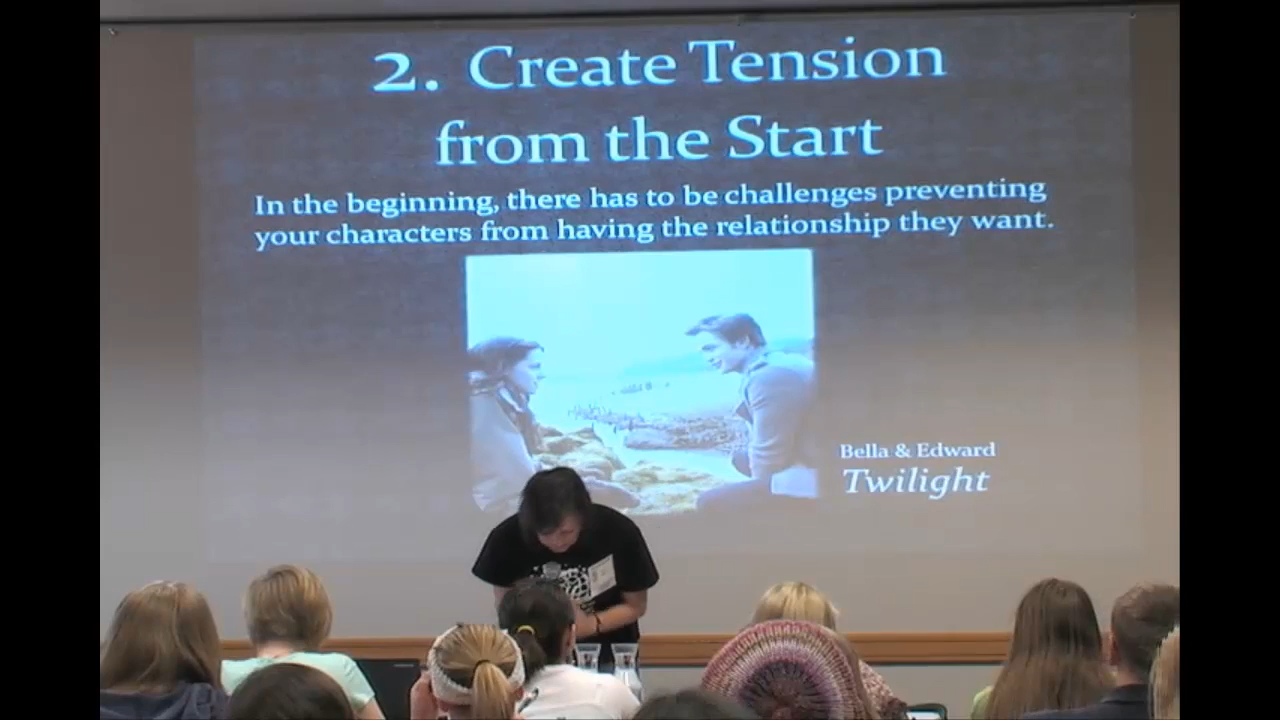 2. Create Tension
from the Start
In the beginning, there has to be challenges preventing
your characters from having the relationship they want.
Bella & Edward
Twilight